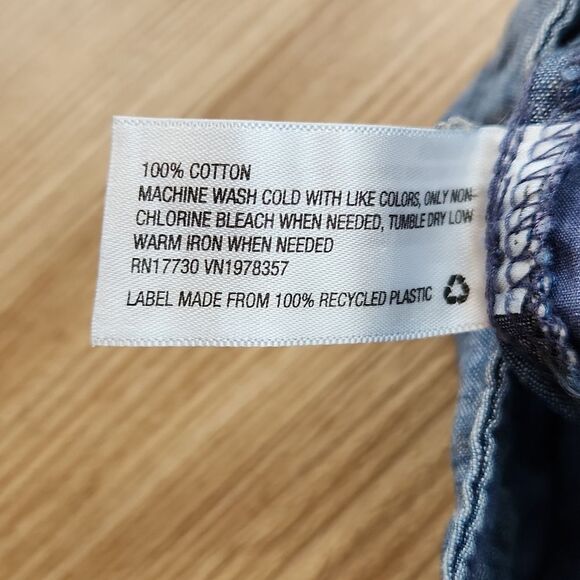 100% COTTON
MACHINE WASH COLD WITH LIKE COLORS, ONLY NON-
CHLORINE BLEACH WHEN NEEDED, TUMBLE DRY LOW
WARM IRON WHEN NEEDED
RN17730 VN1978357
LABEL MADE FROM 100% RECYCLED PLASTIC